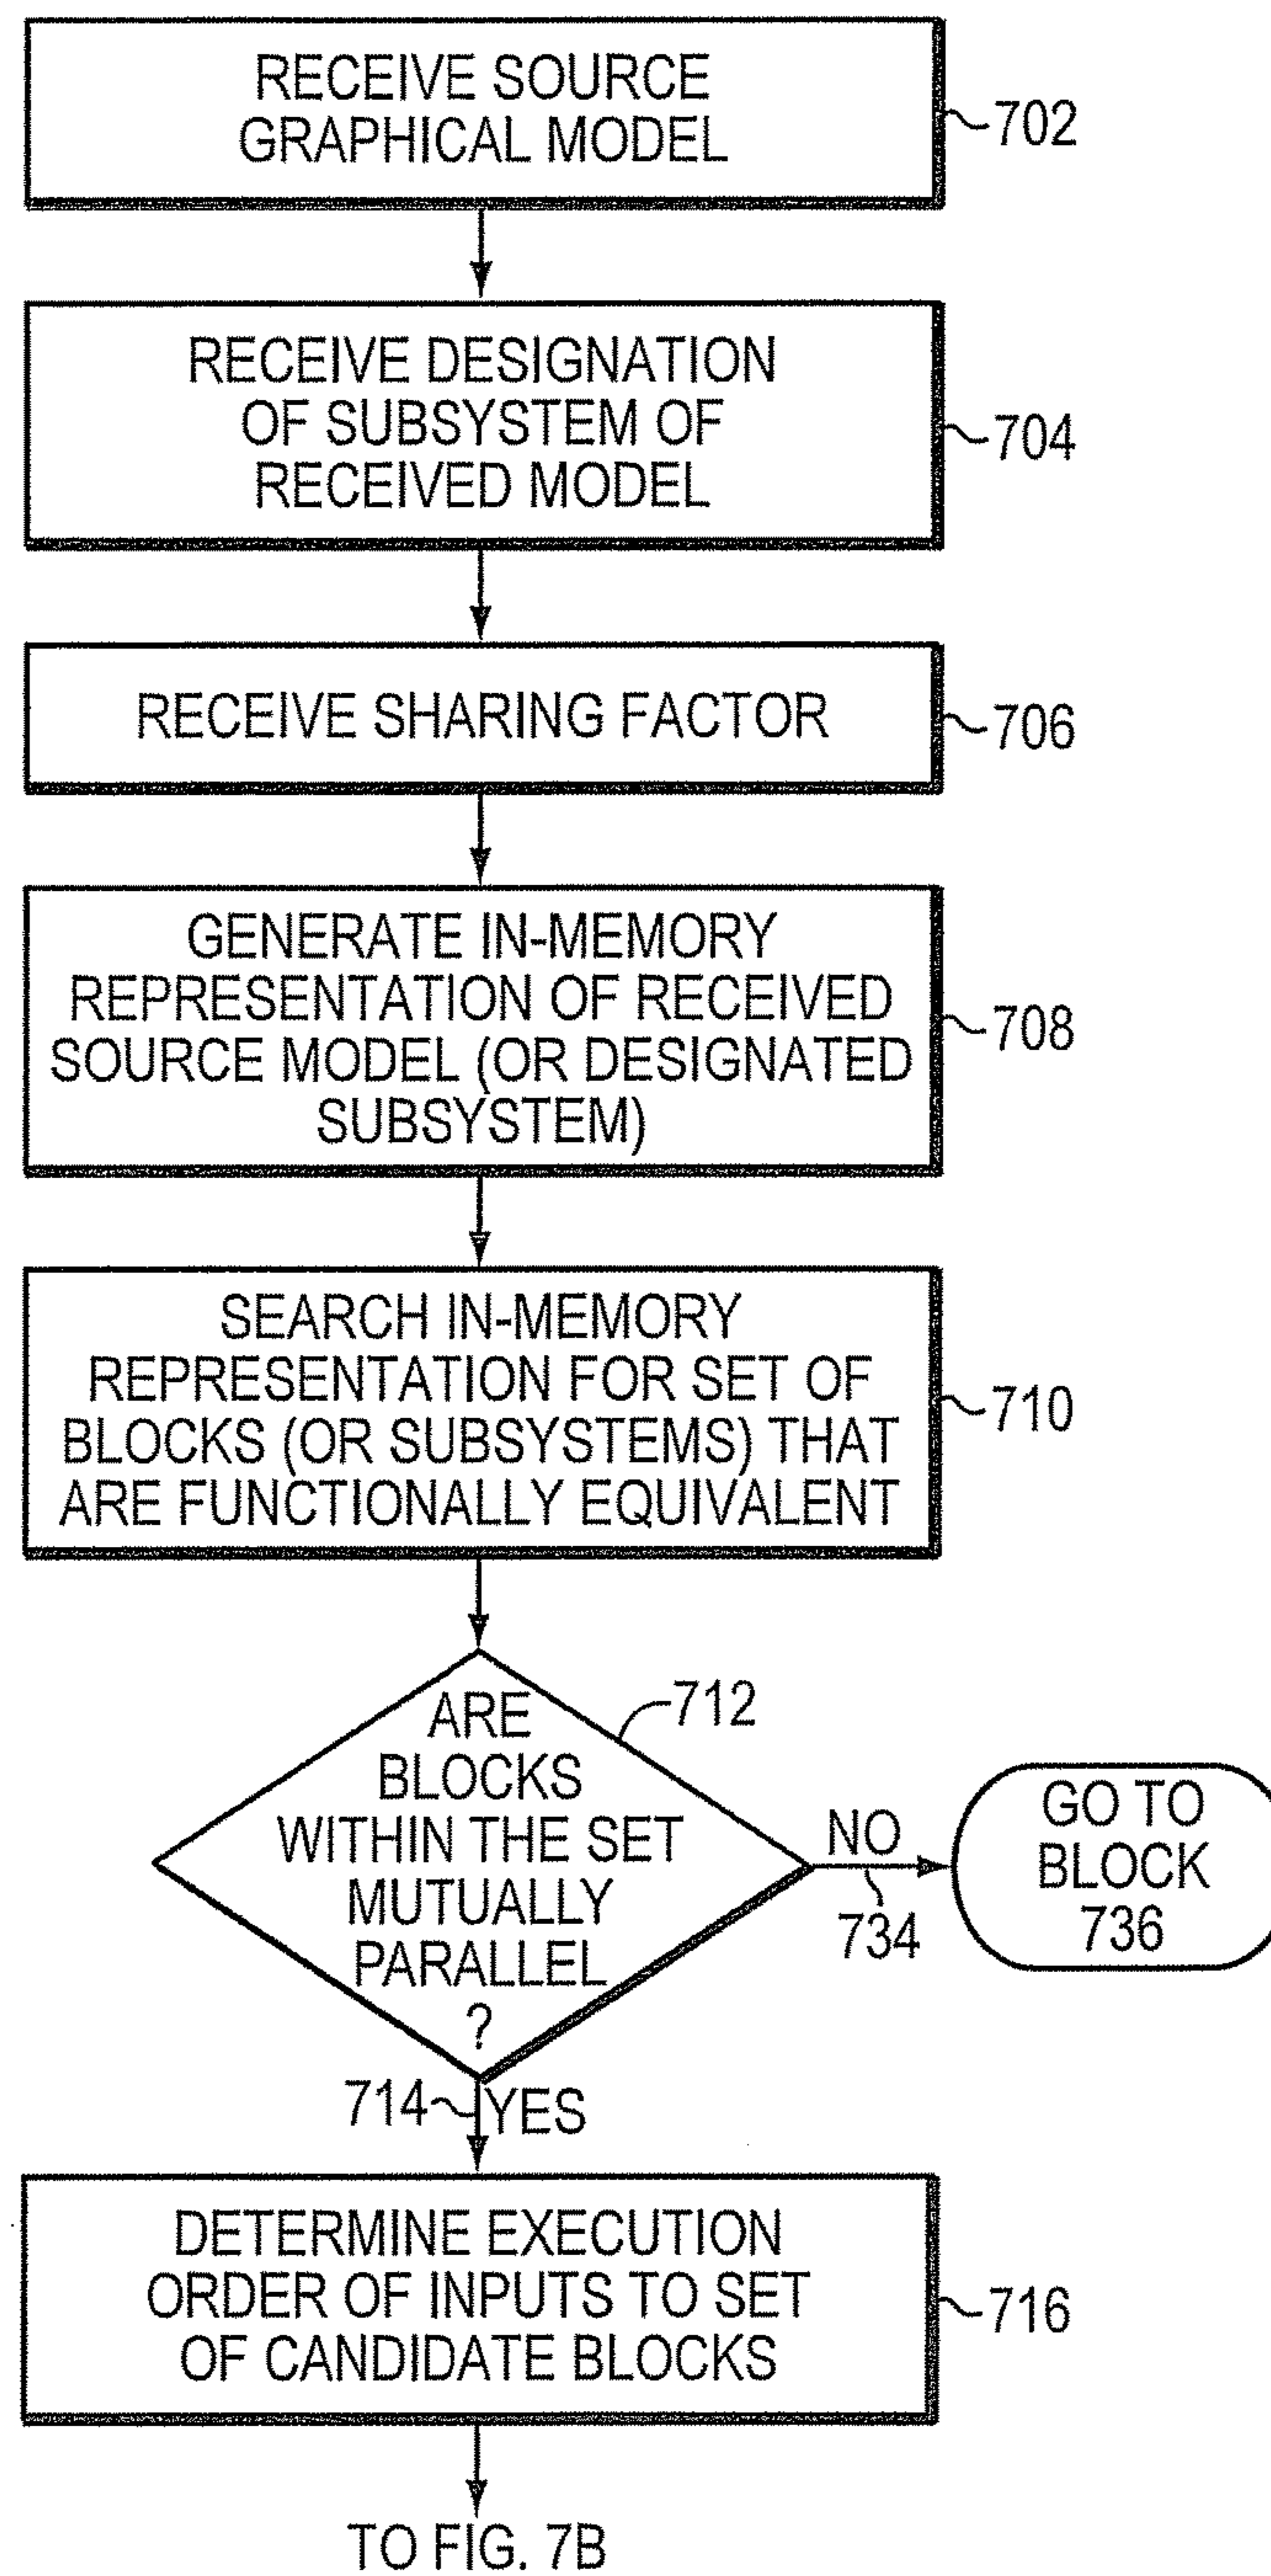 RECEIVE SOURCE
GRAPHICAL MODEL
702
RECEIVE DESIGNATION
OF SUBSYSTEM OF
RECEIVED MODEL
704
RECEIVE SHARING FACTOR
706
GENERATE IN-MEMORY
REPRESENTATION OF RECEIVED
SOURCE MODEL (OR DESIGNATED
SUBSYSTEM)
708
SEARCH IN-MEMORY
REPRESENTATION FOR SET OF
BLOCKS (OR SUBSYSTEMS) THAT
ARE FUNCTIONALLY EQUIVALENT
710
ARE
BLOCKS
WITHIN THE SET
MUTUALLY
PARALLEL
?
712
NO
734
GO TO
BLOCK
736
714
YES
DETERMINE EXECUTION
ORDER OF INPUTS TO SET
OF CANDIDATE BLOCKS
716
TO FIG. 7B